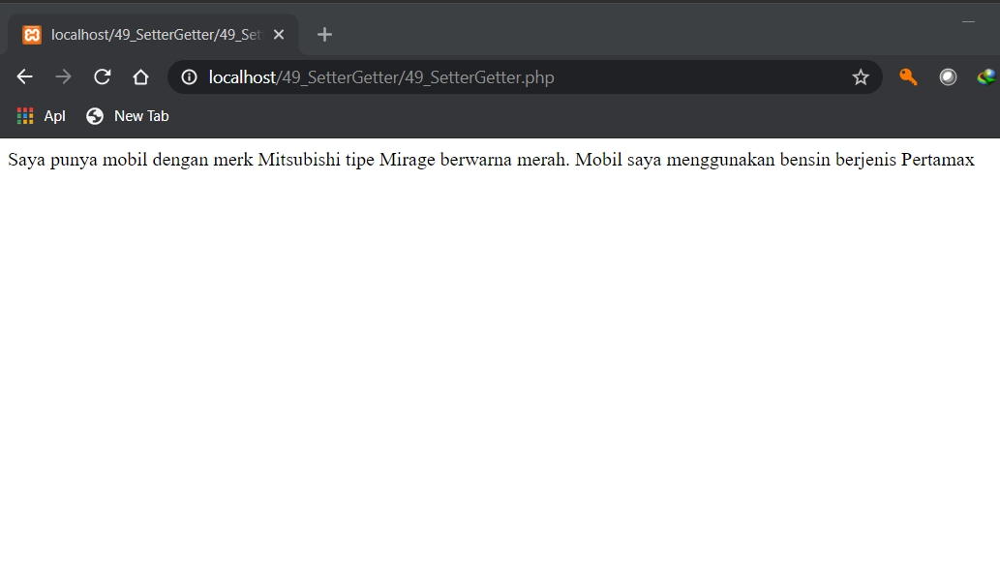 localhost/49_SetterGetter/49_Set
localhost/49_SetterGetter/49_SetterGetter.php
Apl
New Tab
Saya punya mobil dengan merk Mitsubishi tipe Mirage berwarna merah. Mobil saya menggunakan bensin berjenis Pertamax